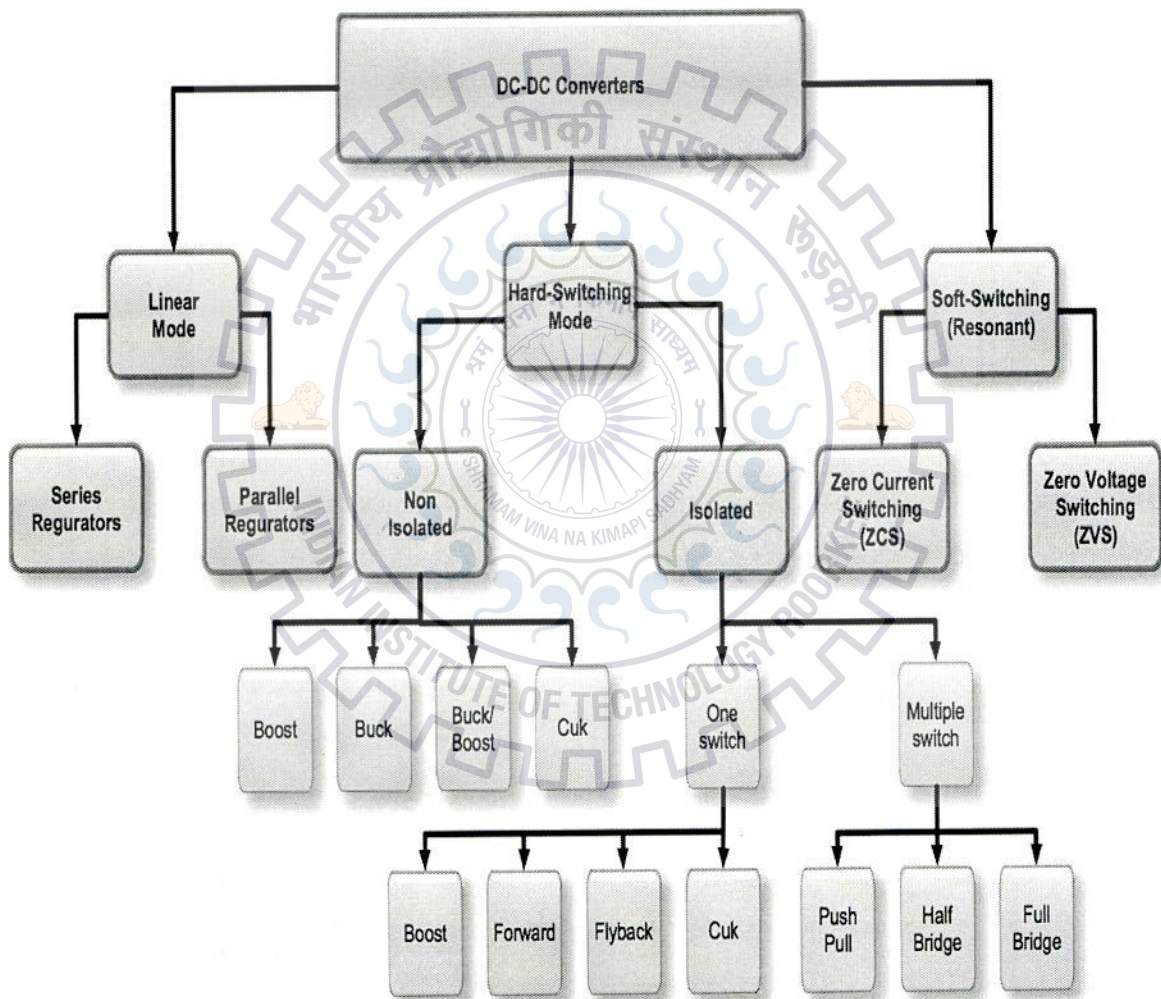 DC-DC Converters
भारतीय प्रौद्योगिकी संस्थान रुड़की
Linear
Mode
Hard-Switching
Mode
Soft-Switching
(Resonant)
श्रमं विना न किमपि साध्यम्
Series
Regurators
Parallel
Regurators
Non
Isolated
Isolated
Zero Current
Switching
(ZCS)
Zero Voltage
Switching
(ZVS)
SHRAMAM VINA NA KIMAPI SADHYAM
INDIAN INSTITUTE OF TECHNOLOGY ROORKEE
Boost
Buck
Buck/
Boost
Cuk
One
switch
Multiple
switch
Boost
Forward
Flyback
Cuk
Push
Pull
Half
Bridge
Full
Bridge